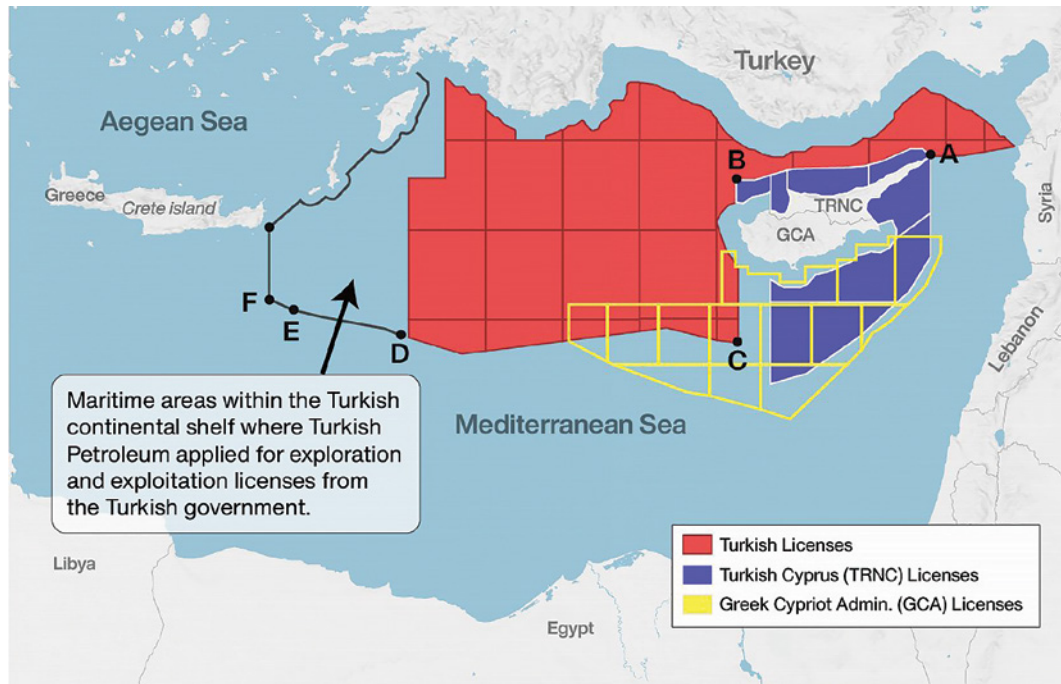 Turkey
Aegean Sea
B
A
Greece
Crete island
TRNC
GCA
Syria
F
E
D
C
Lebanon
Maritime areas within the Turkish
continental shelf where Turkish
Petroleum applied for exploration
and exploitation licenses from
the Turkish government.
Mediterranean Sea
Turkish Licenses
Turkish Cyprus (TRNC) Licenses
Greek Cypriot Admin. (GCA) Licenses
Libya
Egypt